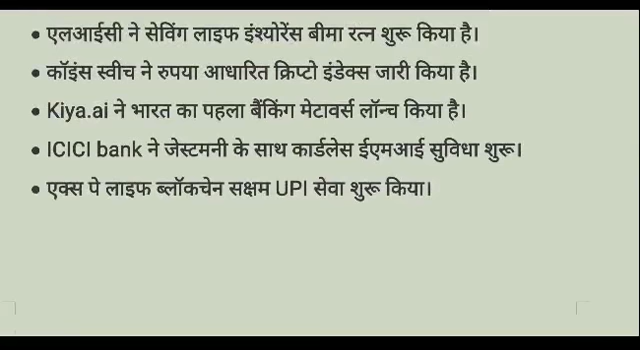 • एलआईसी ने सेविंग लाइफ इंश्योरेंस बीमा रत्न शुरू किया है।
• कॉइंस स्वीच ने रुपया आधारित क्रिप्टो इंडेक्स जारी किया है।
• Kiya.ai ने भारत का पहला बैंकिंग मेटावर्स लॉन्च किया है।
• ICICI bank ने जेस्टमनी के साथ कार्डलेस ईएमआई सुविधा शुरू।
• एक्स पे लाइफ ब्लॉकचेन सक्षम UPI सेवा शुरू किया।